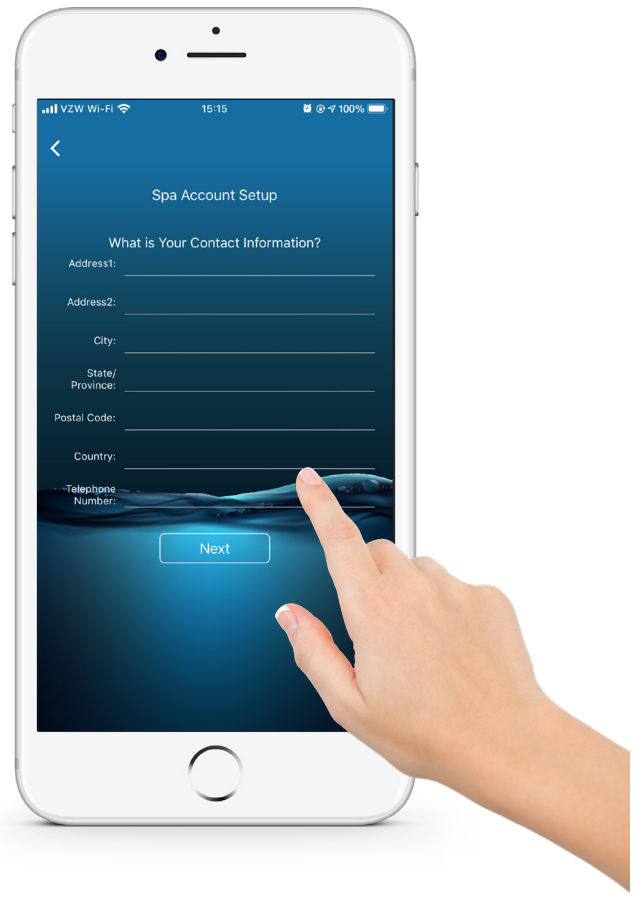 VZW Wi-Fi 15:15 100%
Spa Account Setup
What is Your Contact Information?
Address1:
Address2:
City:
State/
Province:
Postal Code:
Country:
Telephone
Number:
Next